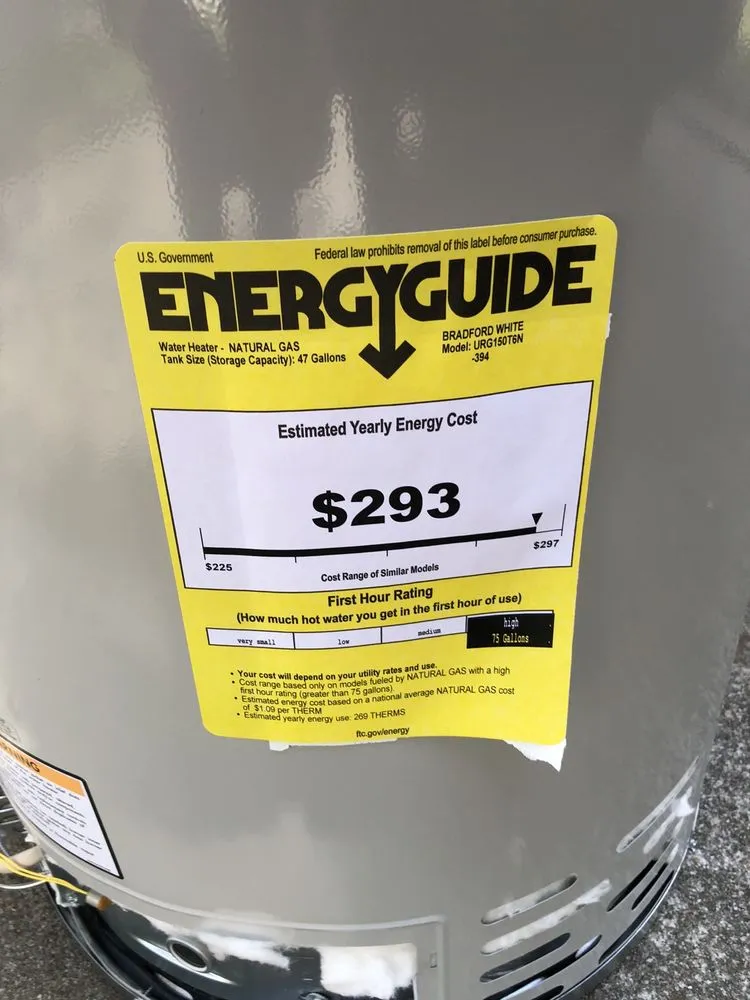 U.S. Government
Federal law prohibits removal of this label before consumer purchase.
ENERGYGUIDE
Water Heater - NATURAL GAS
Tank Size (Storage Capacity): 47 Gallons
BRADFORD WHITE
Model: URG150T6N
-394
Estimated Yearly Energy Cost
$293
$225
$297
Cost Range of Similar Models
First Hour Rating
(How much hot water you get in the first hour of use)
very small
low
medium
high
75 Gallons
• Your cost will depend on your utility rates and use.
• Cost range based only on models fueled by NATURAL GAS with a high
first hour rating (greater than 75 gallons).
• Estimated energy cost based on a national average NATURAL GAS cost
of $1.09 per THERM
• Estimated yearly energy use: 269 THERMS
ftc.gov/energy